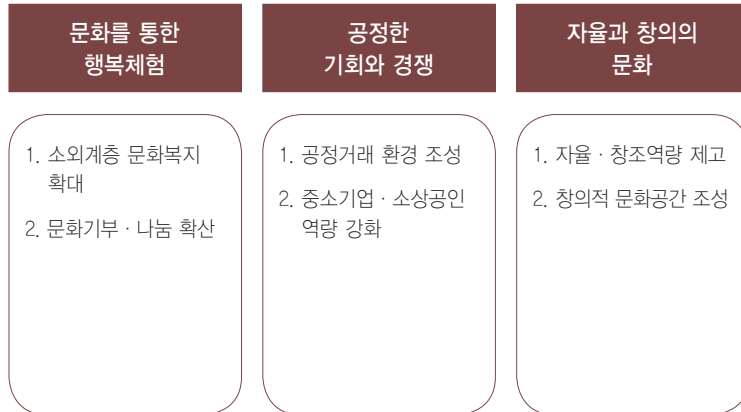 문화를 통한
행복체험
1. 소외계층 문화복지
확대
2. 문화기부 · 나눔 확산
공정한
기회와 경쟁
1. 공정거래 환경 조성
2. 중소기업 · 소상공인
역량 강화
자율과 창의의
문화
1. 자율 · 창조역량 제고
2. 창의적 문화공간 조성